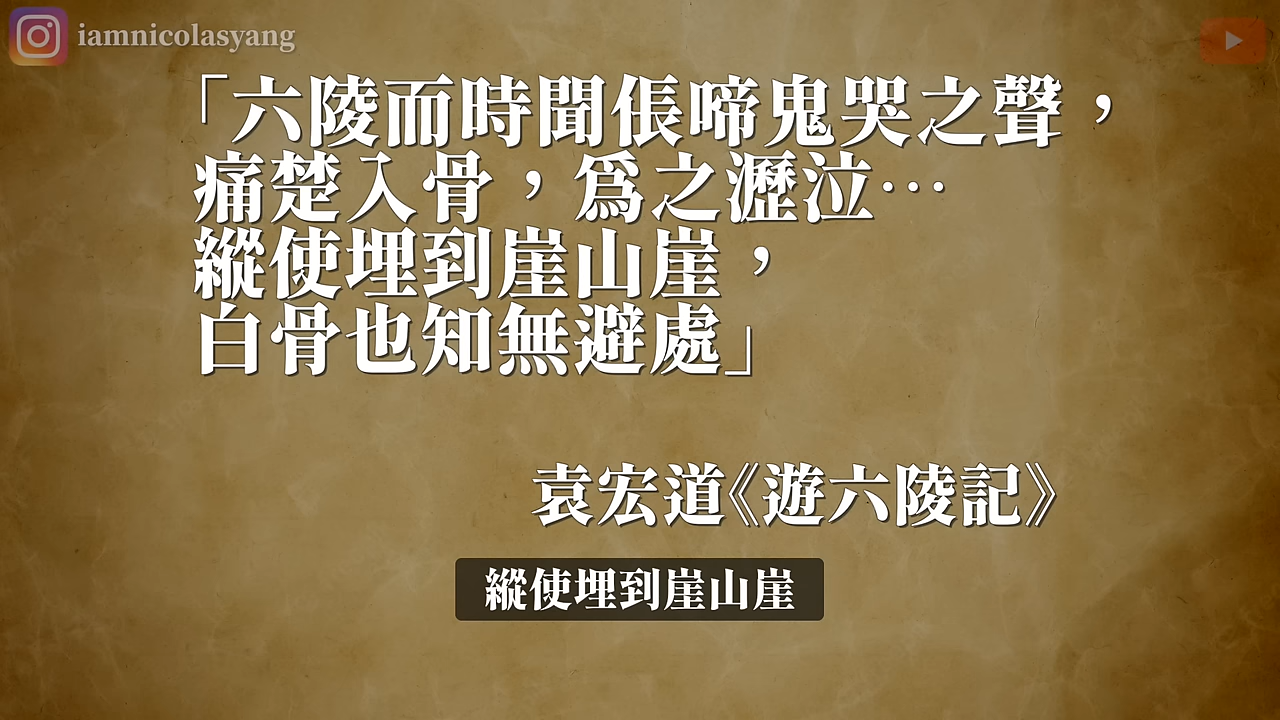 iamnicolasyang
「六陵而時聞倀啼鬼哭之聲，
痛楚入骨，爲之瀝泣…
縱使埋到崖山崖，
白骨也知無避處」
袁宏道《遊六陵記》
縱使埋到崖山崖